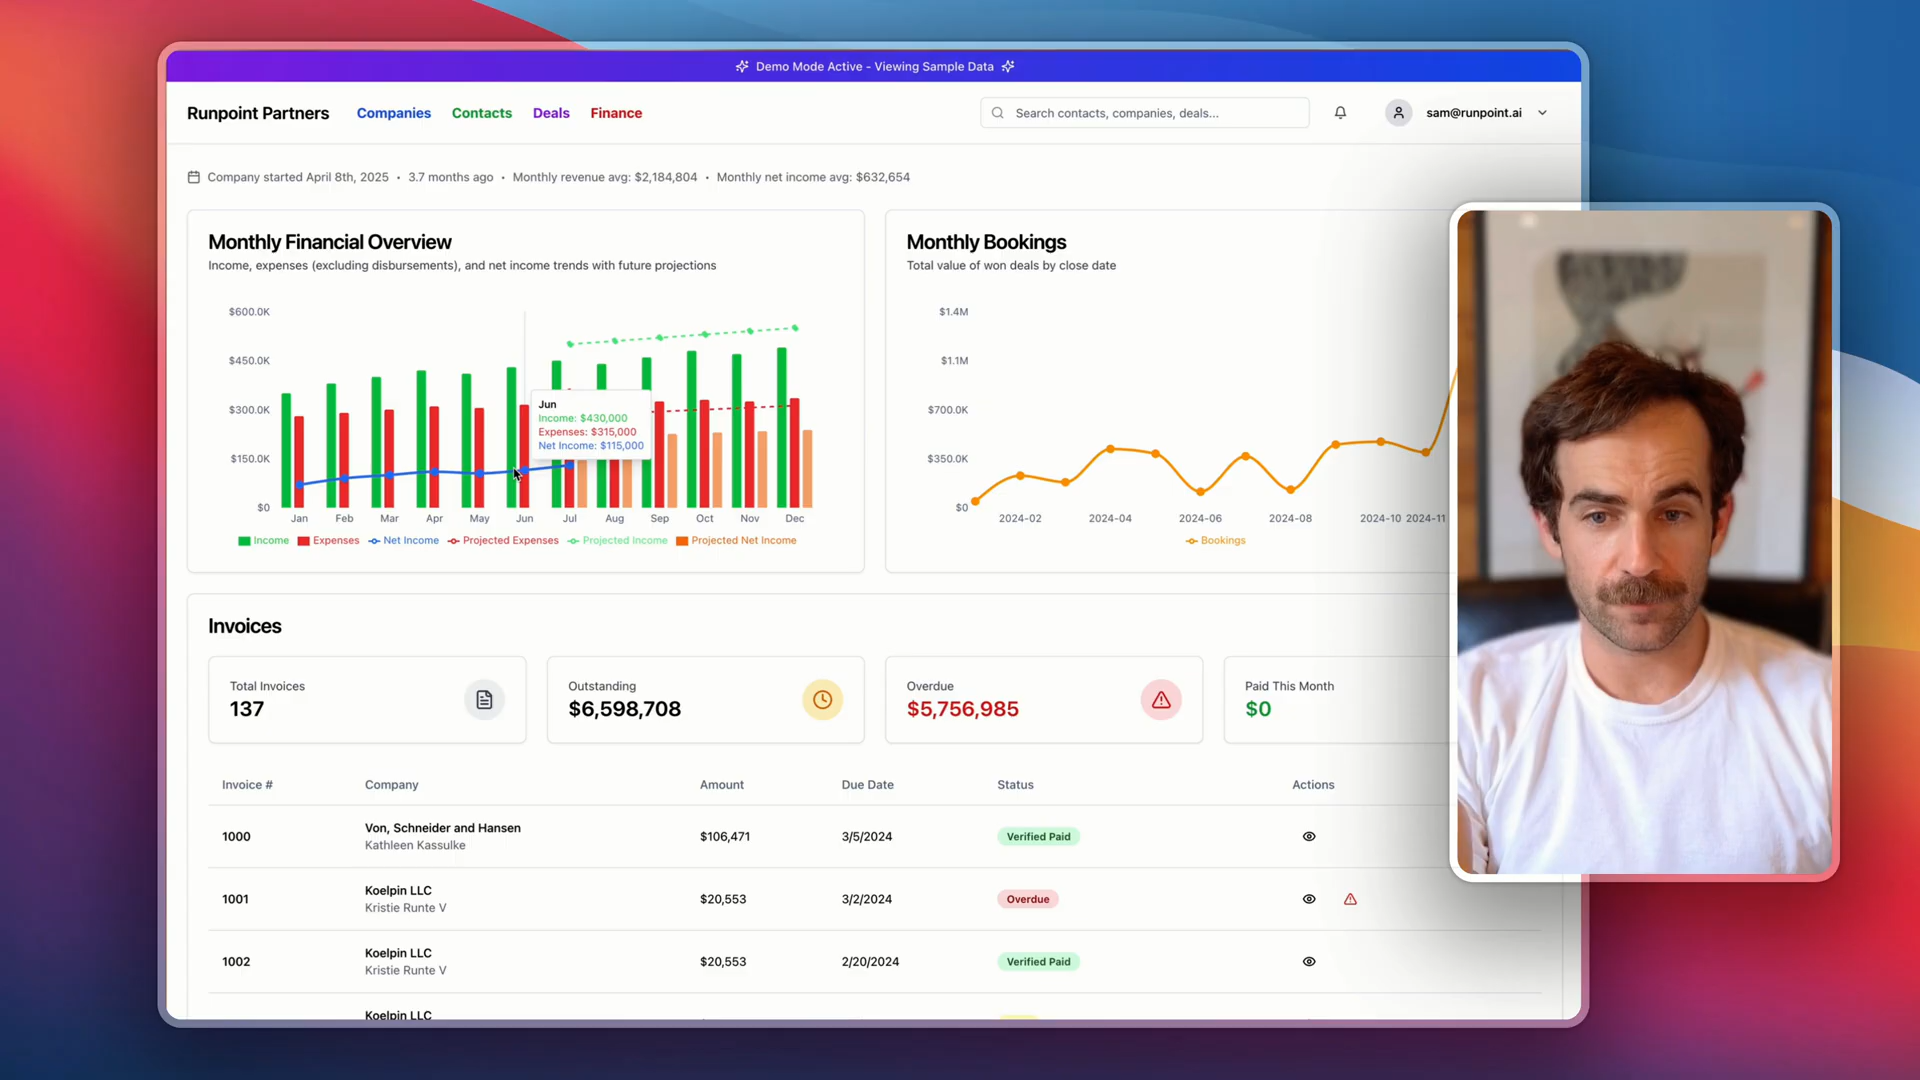 Demo Mode Active - Viewing Sample Data
Runpoint Partners Companies Contacts Deals Finance Search contacts, companies, deals... sam@runpoint.ai
Company started April 8th, 2025 • 3.7 months ago • Monthly revenue avg: $2,184,804 • Monthly net income avg: $632,654
Monthly Financial Overview
Income, expenses (excluding disbursements), and net income trends with future projections
$600.0K
$450.0K
$300.0K
$150.0K
$0
Jun
Income: $430,000
Expenses: $315,000
Net Income: $115,000
Jan Feb Mar Apr May Jun Jul Aug Sep Oct Nov Dec
Income Expenses Net Income Projected Expenses Projected Income Projected Net Income
Monthly Bookings
Total value of won deals by close date
$1.4M
$1.1M
$700.0K
$350.0K
$0
2024-02 2024-04 2024-06 2024-08 2024-10 2024-11
Bookings
Invoices
Total Invoices
137
Outstanding
$6,598,708
Overdue
$5,756,985
Paid This Month
$0
Invoice # Company Amount Due Date Status Actions
1000 Von, Schneider and Hansen $106,471 3/5/2024 Verified Paid
Kathleen Kassulke
1001 Koelpin LLC $20,553 3/2/2024 Overdue
Kristie Runte V
1002 Koelpin LLC $20,553 2/20/2024 Verified Paid
Kristie Runte V
Koelpin LLC